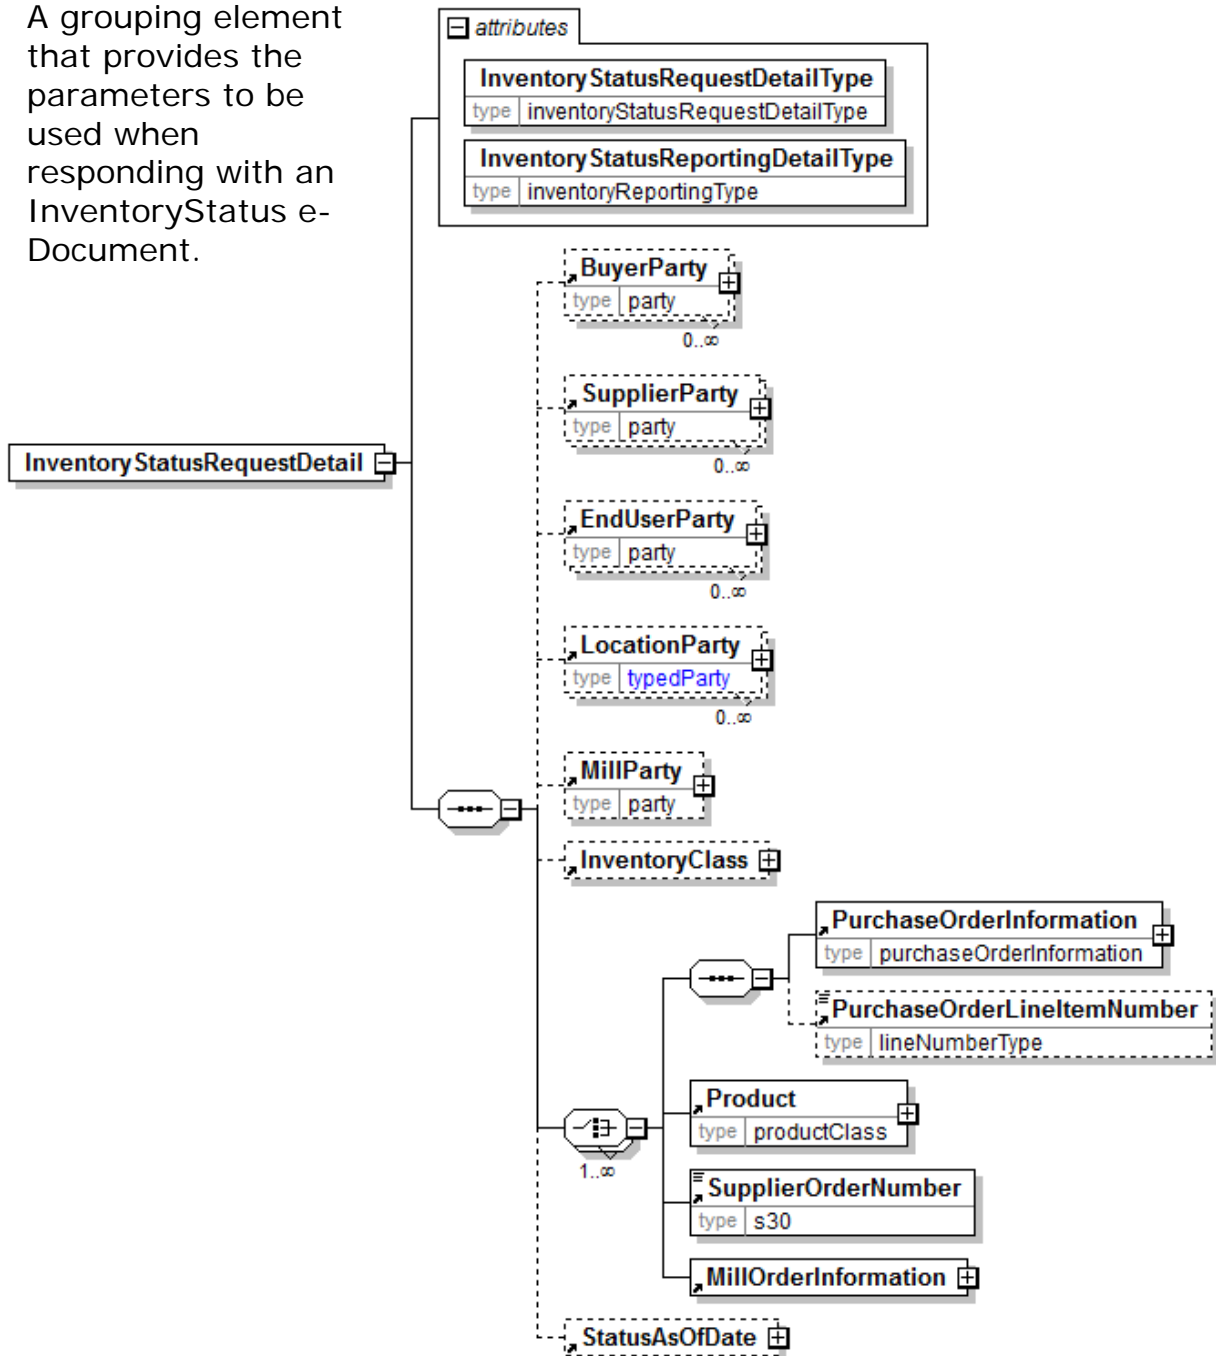 A grouping element
that provides the
parameters to be
used when
responding with an
InventoryStatus e-
Document.
attributes
InventoryStatusRequestDetailType
type inventoryStatusRequestDetailType
InventoryStatusReportingDetailType
type inventoryReportingType
BuyerParty
type party
0..∞
SupplierParty
type party
0..∞
InventoryStatusRequestDetail
EndUserParty
type party
0..∞
LocationParty
type typedParty
0..∞
MillParty
type party
InventoryClass
PurchaseOrderInformation
type purchaseOrderInformation
PurchaseOrderLineItemNumber
type lineNumberType
Product
type productClass
1..∞
SupplierOrderNumber
type s30
MillOrderInformation
StatusAsOfDate